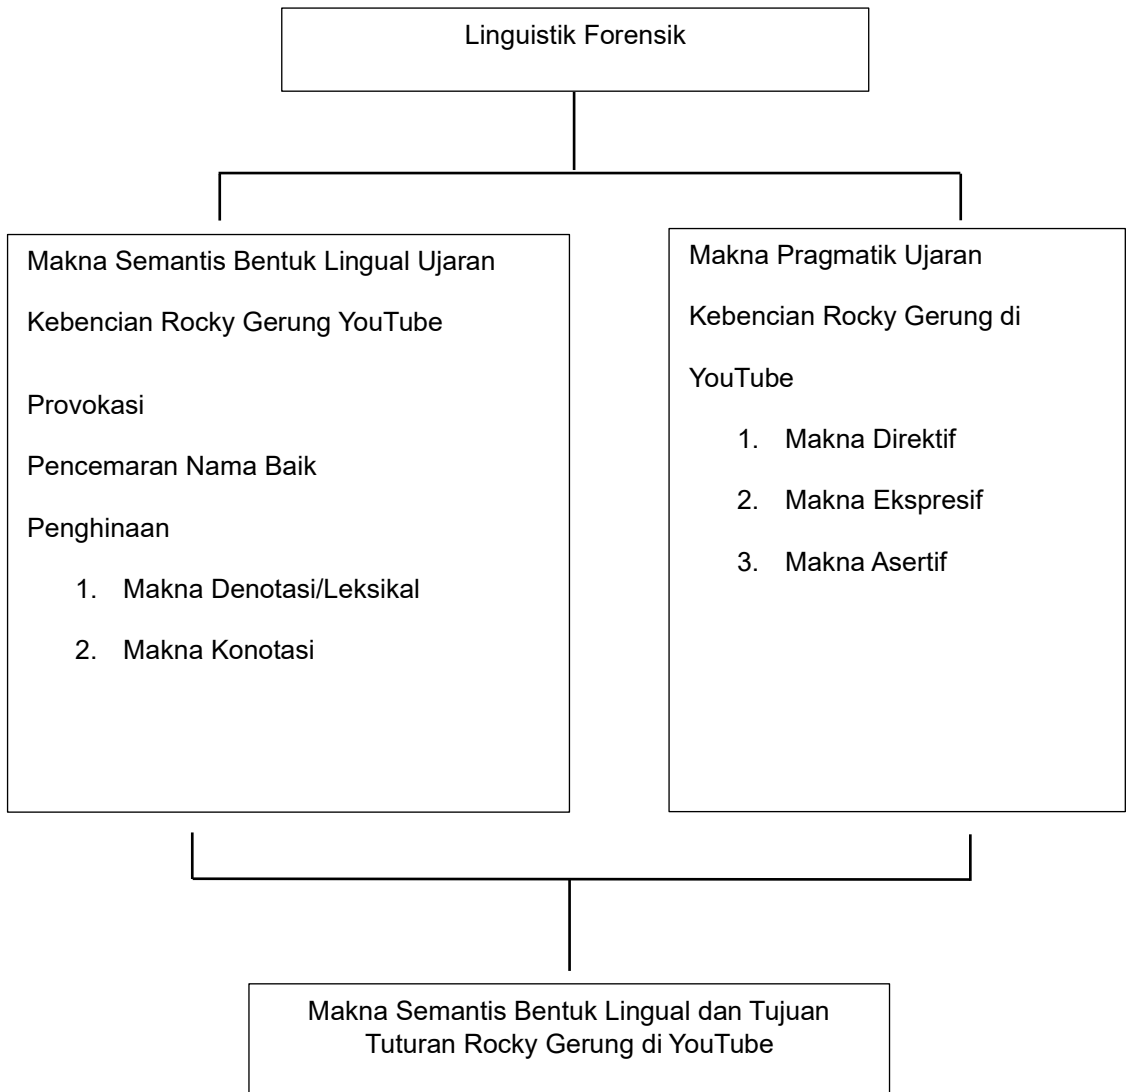 Linguistik Forensik
Makna Semantis Bentuk Lingual Ujaran
Kebencian Rocky Gerung YouTube
Provokasi
Pencemaran Nama Baik
Penghinaan
1. Makna Denotasi/Leksikal
2. Makna Konotasi
Makna Pragmatik Ujaran
Kebencian Rocky Gerung di
YouTube
1. Makna Direktif
2. Makna Ekspresif
3. Makna Asertif
Makna Semantis Bentuk Lingual dan Tujuan
Tuturan Rocky Gerung di YouTube